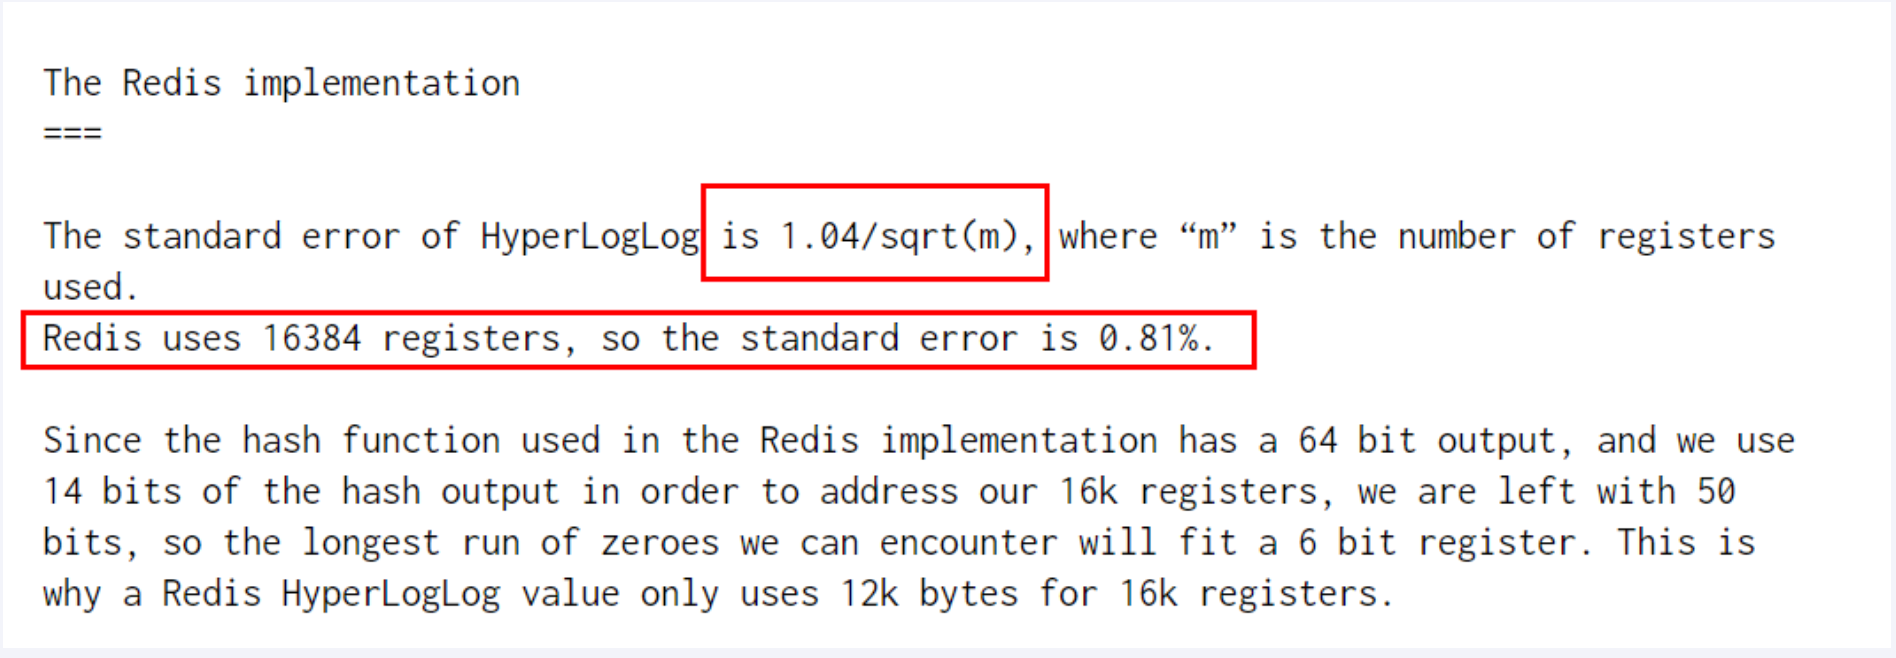 The Redis implementation
===
The standard error of HyperLogLog is 1.04/sqrt(m), where “m” is the number of registers
used.
Redis uses 16384 registers, so the standard error is 0.81%.
Since the hash function used in the Redis implementation has a 64 bit output, and we use
14 bits of the hash output in order to address our 16k registers, we are left with 50
bits, so the longest run of zeroes we can encounter will fit a 6 bit register. This is
why a Redis HyperLogLog value only uses 12k bytes for 16k registers.